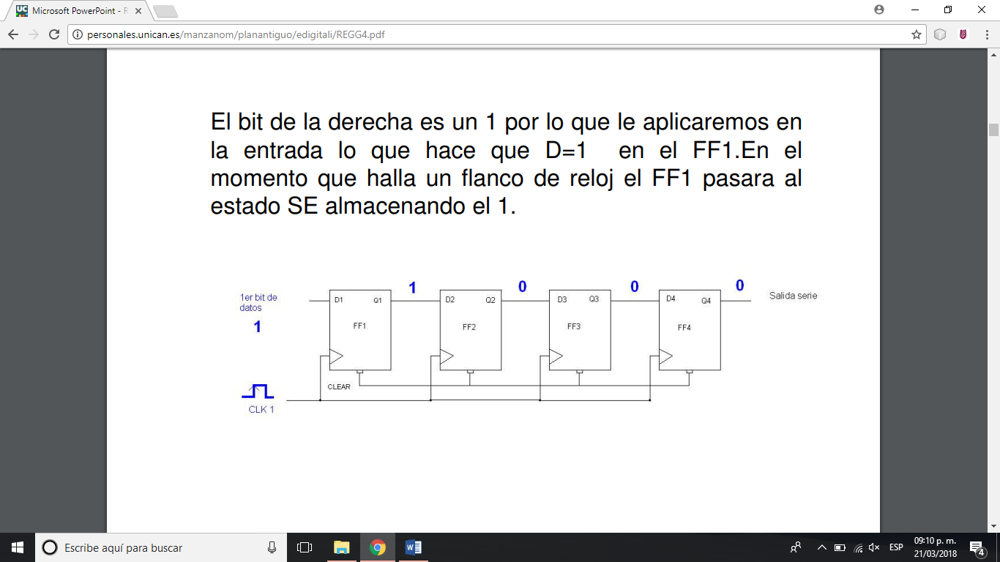 Microsoft PowerPoint - R
personales.unican.es/manzanom/planantiguo/edigitali/REGG4.pdf
El bit de la derecha es un 1 por lo que le aplicaremos en
la entrada lo que hace que D=1 en el FF1.En el
momento que halla un flanco de reloj el FF1 pasara al
estado SE almacenando el 1.
1 0 0 0
1er bit de
datos
1
D1 Q1 D2 Q2 D3 Q3 D4 Q4
Salida serie
FF1 FF2 FF3 FF4
CLEAR
CLK 1
Escribe aquí para buscar
ESP
09:10 p. m.
21/03/2018
4